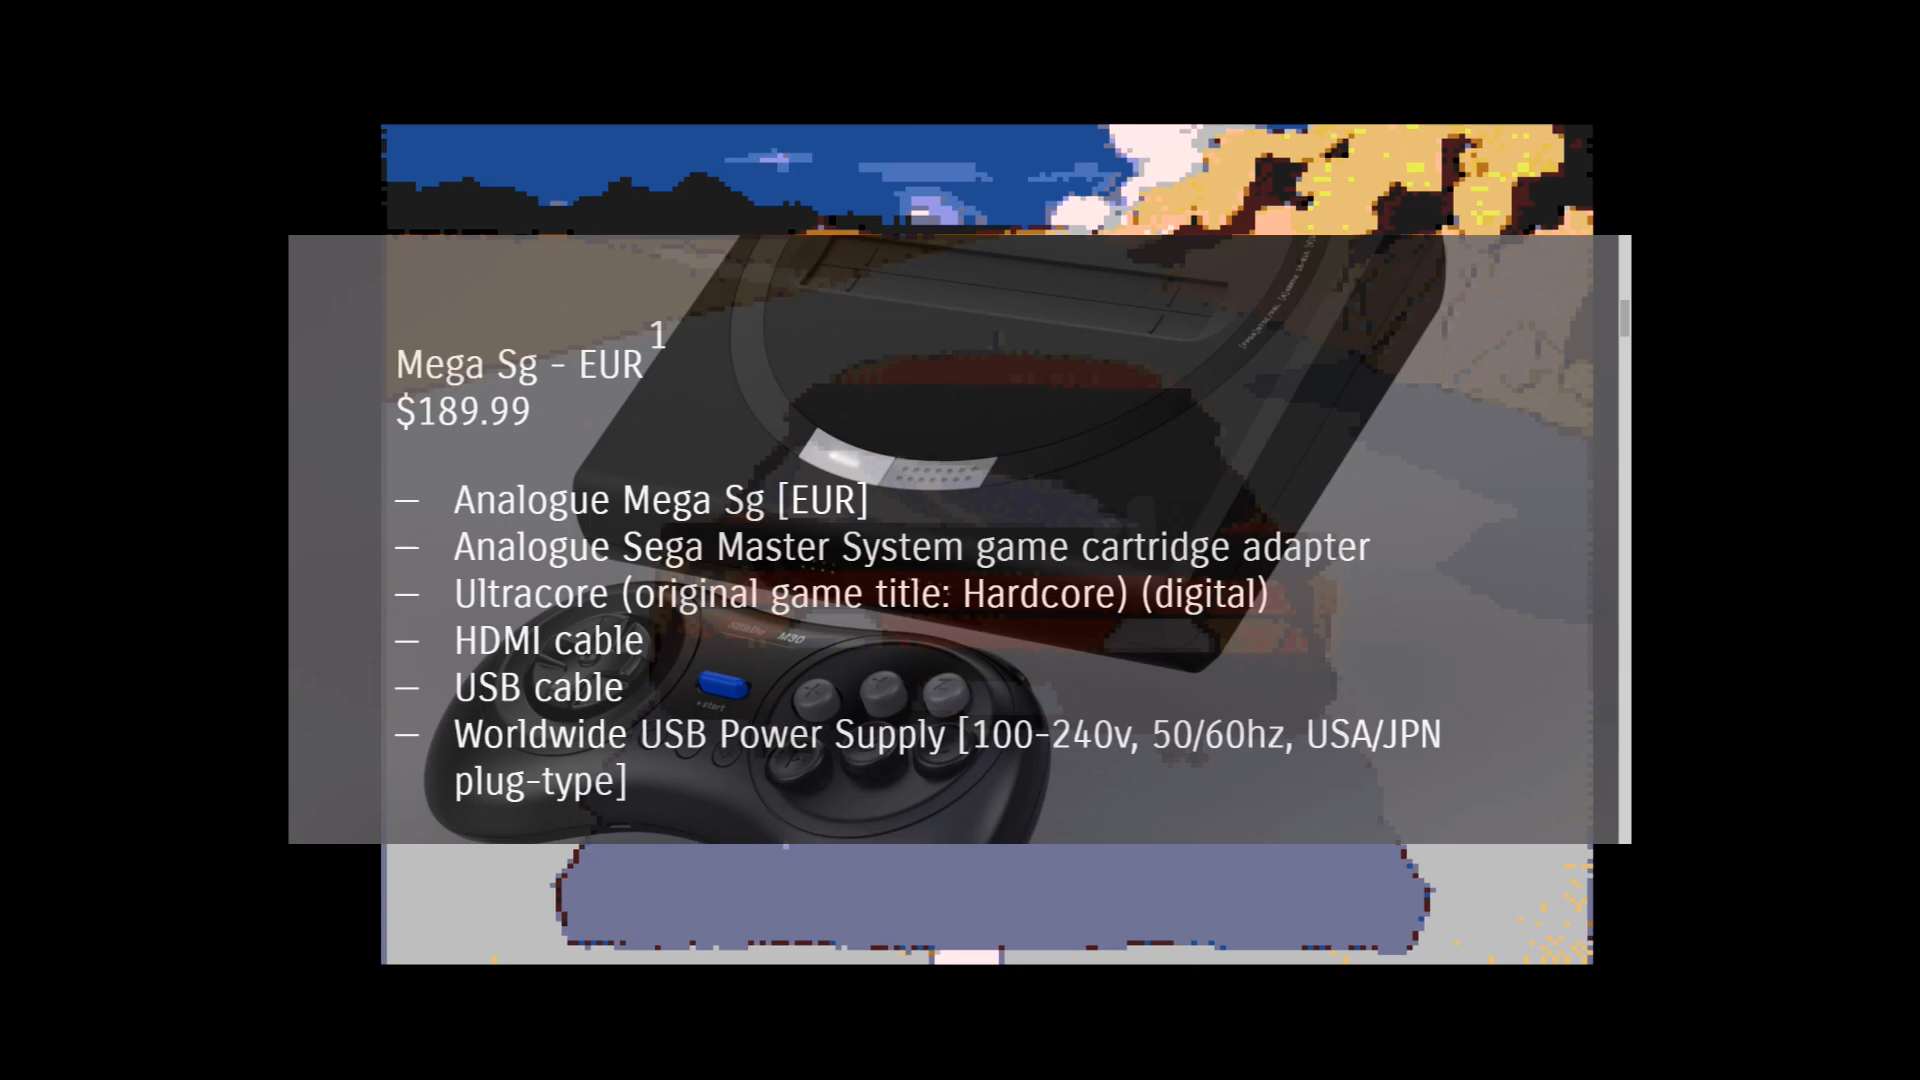 Mega Sg - EUR 1
$189.99
— Analogue Mega Sg [EUR]
— Analogue Sega Master System game cartridge adapter
— Ultracore (original game title: Hardcore) (digital)
— HDMI cable
— USB cable
— Worldwide USB Power Supply [100-240v, 50/60hz, USA/JPN
plug-type]
M30
X Y Z
+start